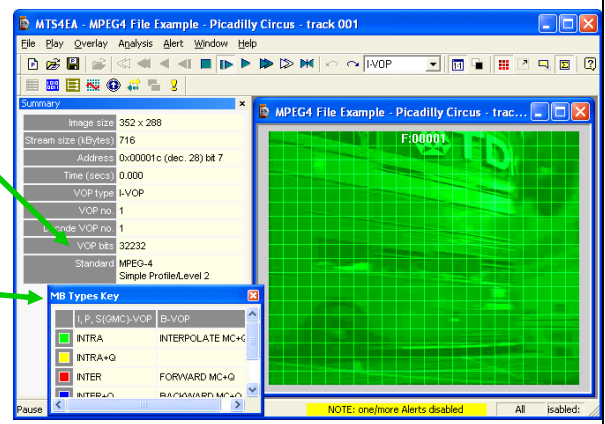 MTS4EA - MPEG4 File Example - Picadilly Circus - track 001
File Play Overlay Analysis Alert Window Help
I-VOP
Summary
Image size 352 x 288
Stream size (kBytes) 716
Address 0x00001c (dec. 28) bit 7
Time (secs) 0.000
VOP type I-VOP
VOP no. 1
VOP no. 1
VOP bits 32232
Standard MPEG-4
Simple Profile/Level 2
MPEG4 File Example - Picadilly Circus - trac...
F:00001
MB Types Key
I, P, S(GMC)-VOP B-VOP
INTRA INTERPOLATE MC+Q
INTRA+Q
INTER FORWARD MC+Q
INTER+Q BACKWARD MC+Q
Pause NOTE: one/more Alerts disabled All isabled: